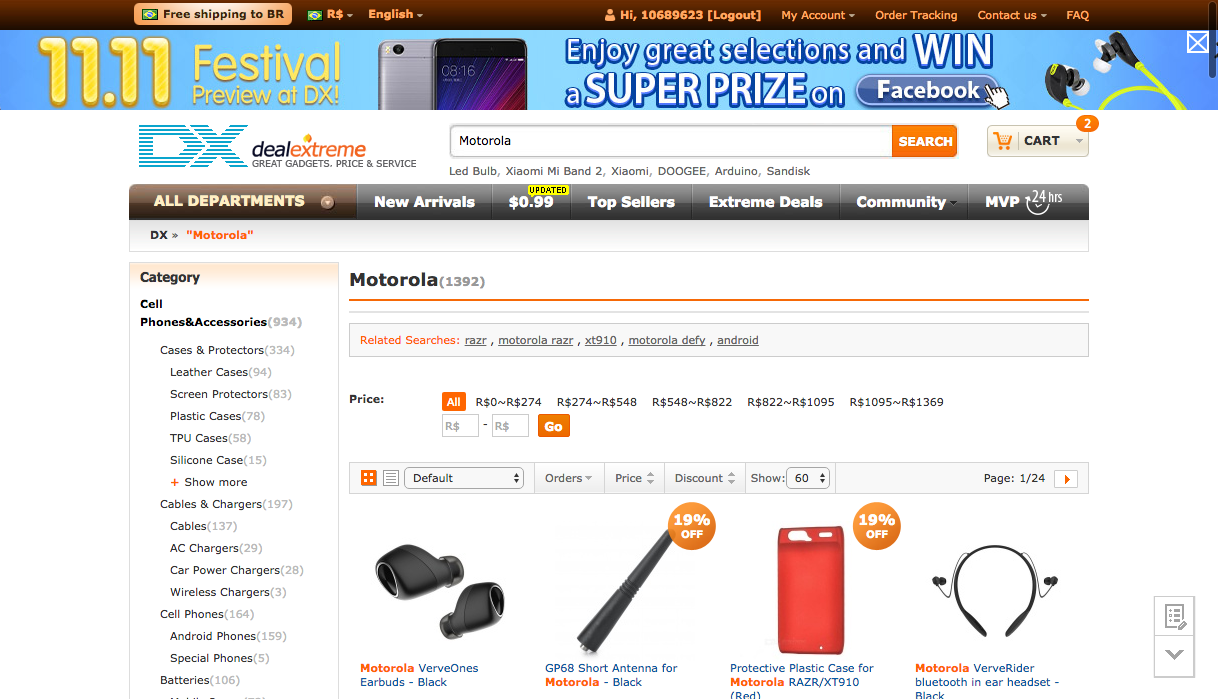 Free shipping to BR
R$
English
Hi, 10689623 [Logout]
My Account
Order Tracking
Contact us
FAQ
11.11 Festival
Preview at DX!
08:16
Enjoy great selections and WIN
a SUPER PRIZE on Facebook
DX dealextreme
GREAT GADGETS. PRICE & SERVICE
Motorola
SEARCH
CART
2
Led Bulb, Xiaomi Mi Band 2, Xiaomi, DOOGEE, Arduino, Sandisk
ALL DEPARTMENTS
New Arrivals
UPDATED
$0.99
Top Sellers
Extreme Deals
Community
MVP 24hrs
DX » "Motorola"
Category
Cell
Phones&Accessories(934)
Cases & Protectors(334)
Leather Cases(94)
Screen Protectors(83)
Plastic Cases(78)
TPU Cases(58)
Silicone Case(15)
+ Show more
Cables & Chargers(197)
Cables(137)
AC Chargers(29)
Car Power Chargers(28)
Wireless Chargers(3)
Cell Phones(164)
Android Phones(159)
Special Phones(5)
Batteries(106)
Motorola(1392)
Related Searches: razr , motorola razr , xt910 , motorola defy , android
Price:
All R$0~R$274 R$274~R$548 R$548~R$822 R$822~R$1095 R$1095~R$1369
R$ - R$ Go
Default
Orders
Price
Discount
Show: 60
Page: 1/24
19%
OFF
19%
OFF
Motorola VerveOnes
Earbuds - Black
GP68 Short Antenna for
Motorola - Black
Protective Plastic Case for
Motorola RAZR/XT910
(Red)
Motorola VerveRider
bluetooth in ear headset -
Black